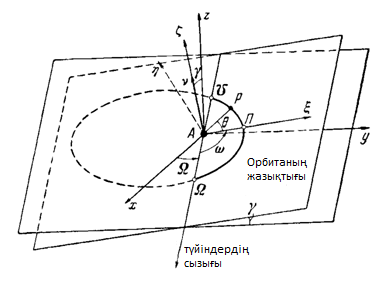 z
ζ
η
γ
ν
℧
P
П
ξ
A
θ
y
ω
Ω
Орбитаның
жазықтығы
Ω
x
γ
түйіндердің
сызығы